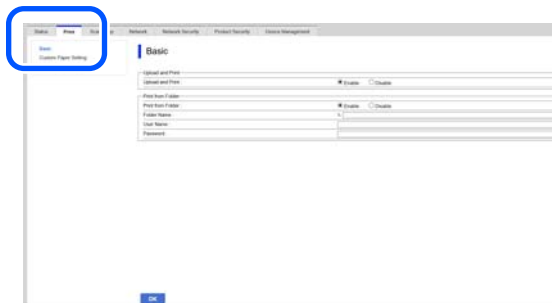 Status Print Network Network Security Product Security Device Management
Basic
Custom Paper Setting
Basic
Upload and Print
Upload and Print Enable Disable
Print from Folder
Print from Folder Enable Disable
Folder Name
User Name
Password
OK